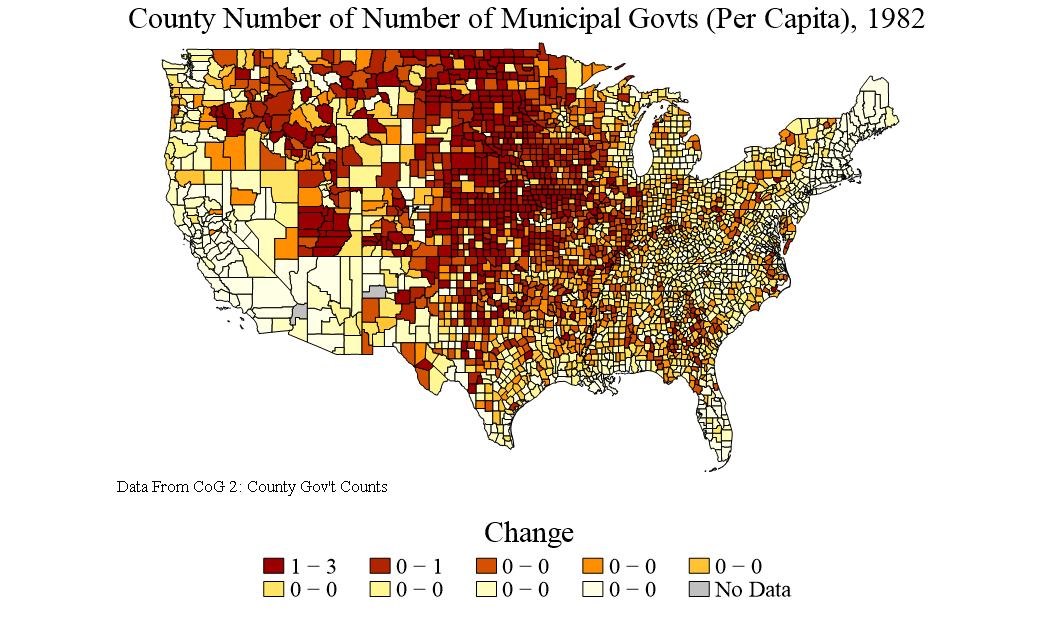 County Number of Number of Municipal Govts (Per Capita), 1982
Data From CoG 2: County Gov't Counts
Change
1 − 3 0 − 1 0 − 0 0 − 0 0 − 0
0 − 0 0 − 0 0 − 0 0 − 0 No Data